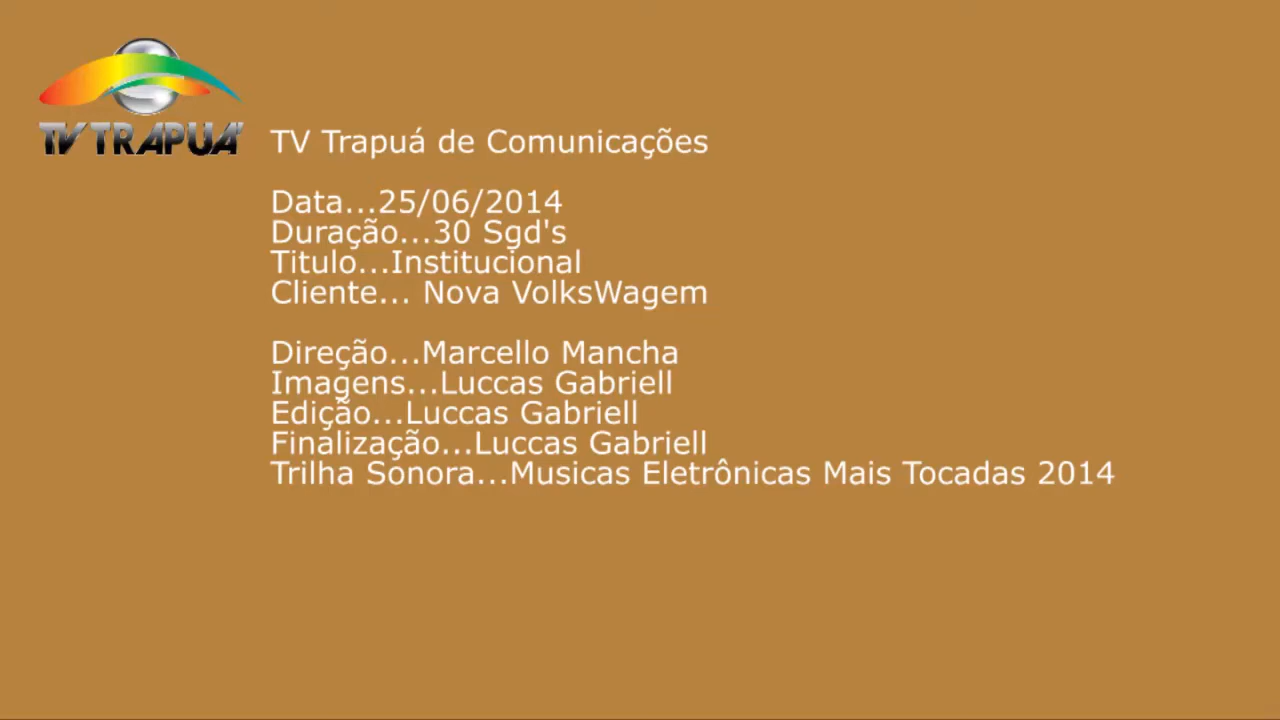 TV TRAPUÁ
TV Trapuá de Comunicações
Data...25/06/2014
Duração...30 Sgd's
Titulo...Institucional
Cliente... Nova VolksWagem
Direção...Marcello Mancha
Imagens...Luccas Gabriell
Edição...Luccas Gabriell
Finalização...Luccas Gabriell
Trilha Sonora...Musicas Eletrônicas Mais Tocadas 2014